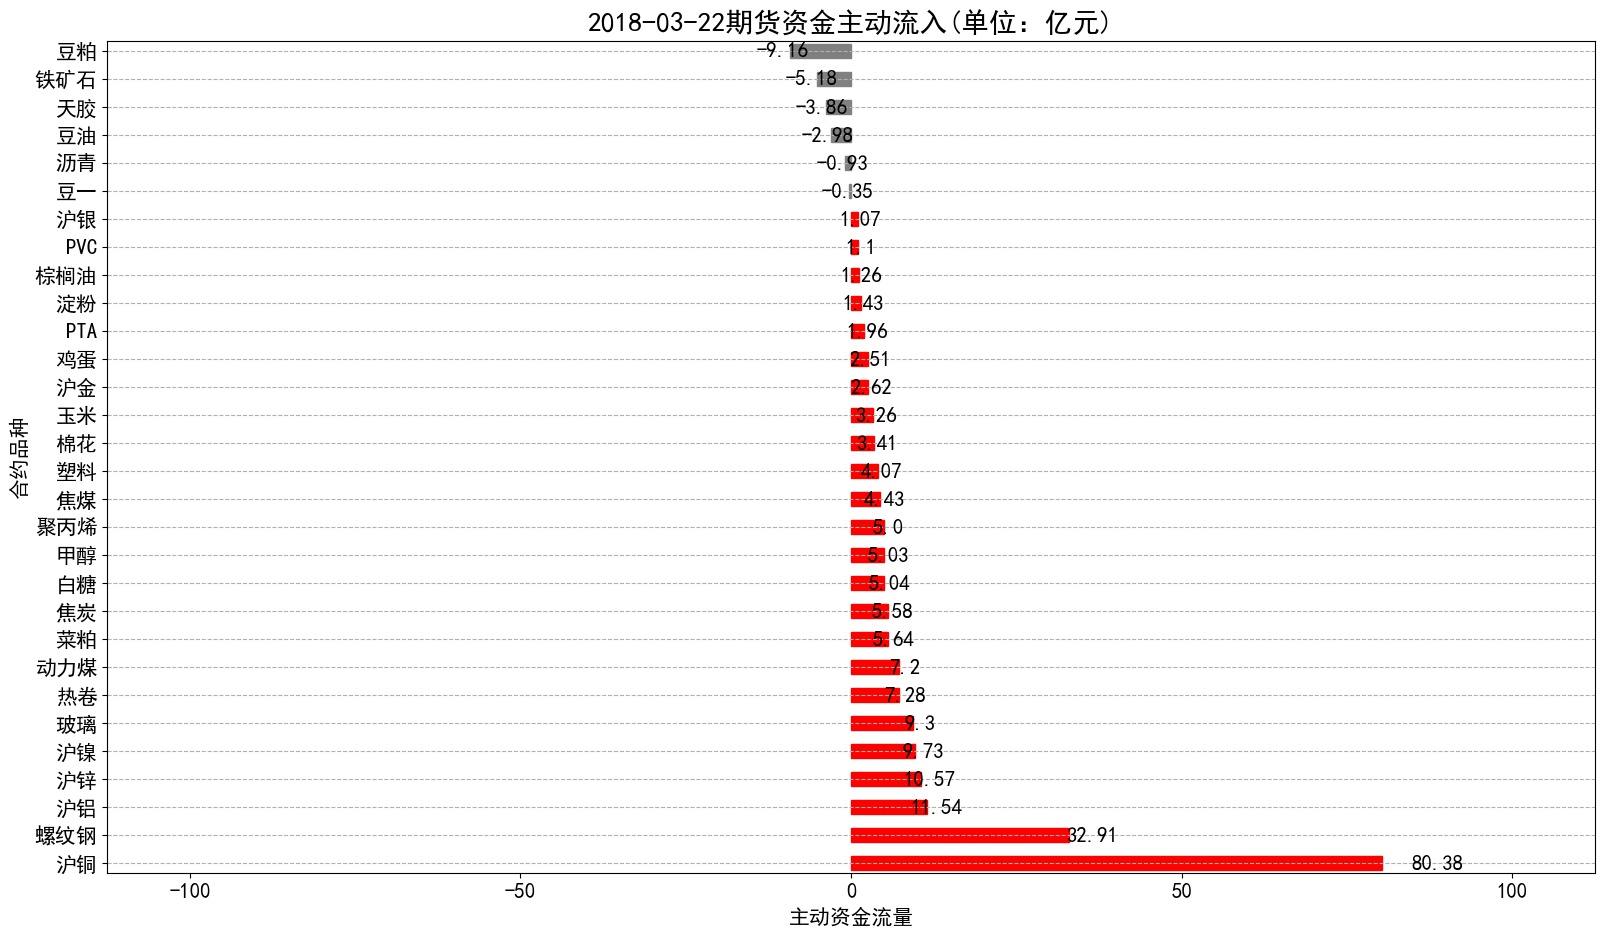 2018-03-22期货资金主动流入(单位：亿元)
合约品种
豆粕 -9.16
铁矿石 -5.18
天胶 -3.86
豆油 -2.98
沥青 -0.93
豆一 -0.35
沪银 1.07
PVC 1.1
棕榈油 1.26
淀粉 1.43
PTA 1.96
鸡蛋 2.51
沪金 2.62
玉米 3.26
棉花 3.41
塑料 4.07
焦煤 4.43
聚丙烯 5.0
甲醇 5.03
白糖 5.04
焦炭 5.58
菜粕 5.64
动力煤 7.2
热卷 7.28
玻璃 9.3
沪镍 9.73
沪锌 10.57
沪铝 11.54
螺纹钢 32.91
沪铜 80.38
-100 -50 0 50 100
主动资金流量